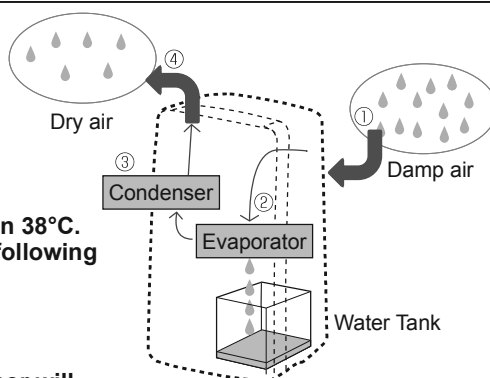 ④
①
Dry air
Damp air
③
Condenser
②
n 38°C.
Evaporator
following
Water Tank